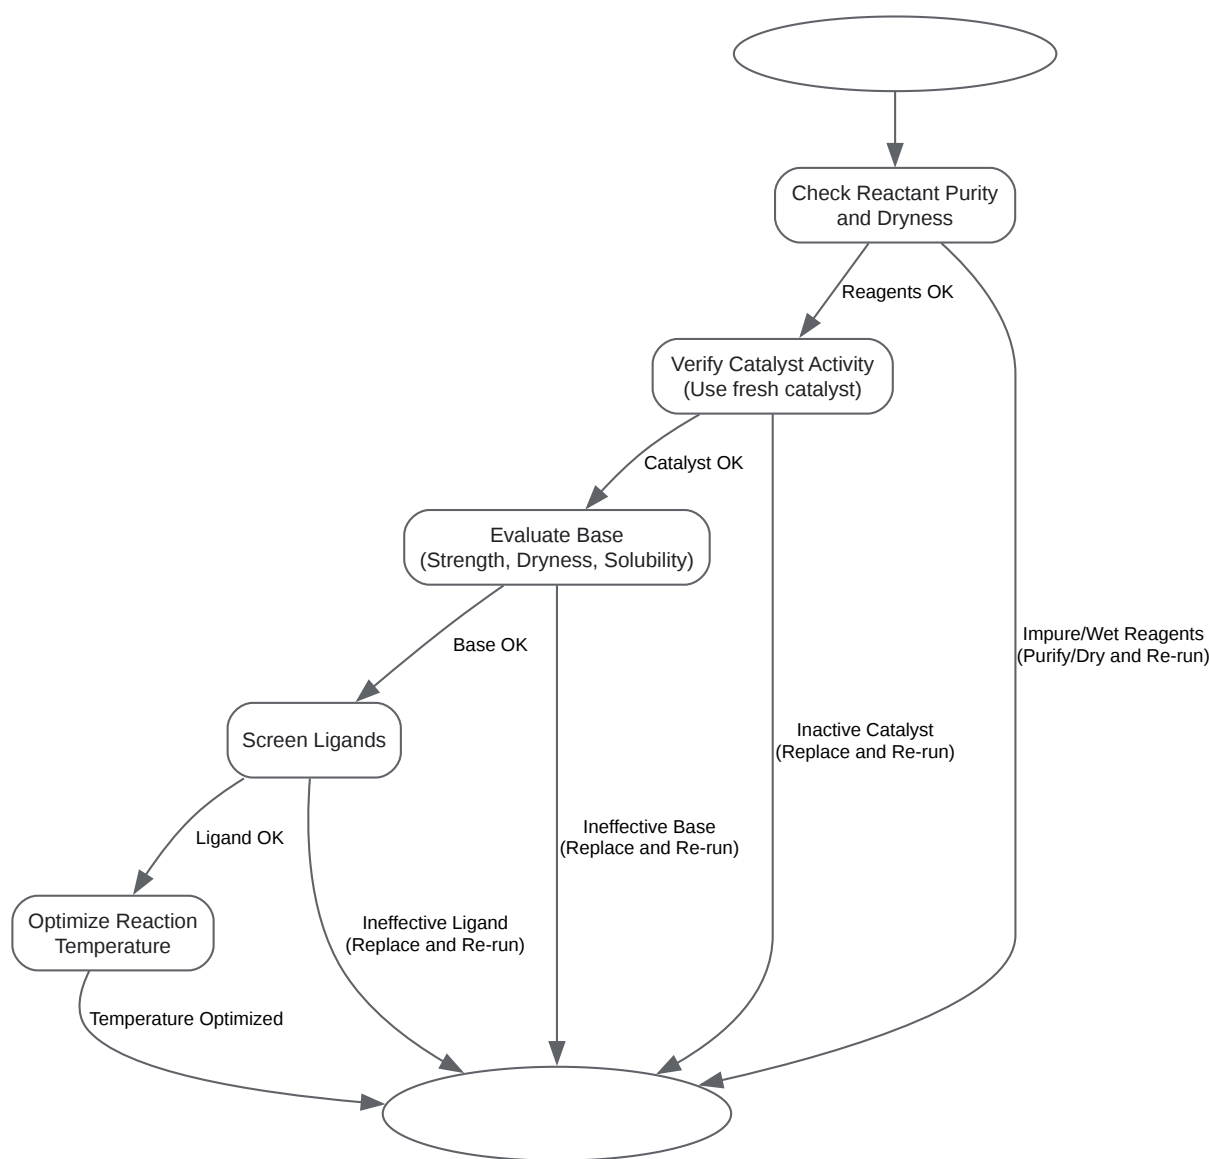 Check Reactant Purity
and Dryness
Reagents OK
Verify Catalyst Activity
(Use fresh catalyst)
Catalyst OK
Evaluate Base
(Strength, Dryness, Solubility)
Base OK
Impure/Wet Reagents
(Purify/Dry and Re-run)
Screen Ligands
Inactive Catalyst
(Replace and Re-run)
Ligand OK
Ineffective Base
(Replace and Re-run)
Optimize Reaction
Temperature
Ineffective Ligand
(Replace and Re-run)
Temperature Optimized